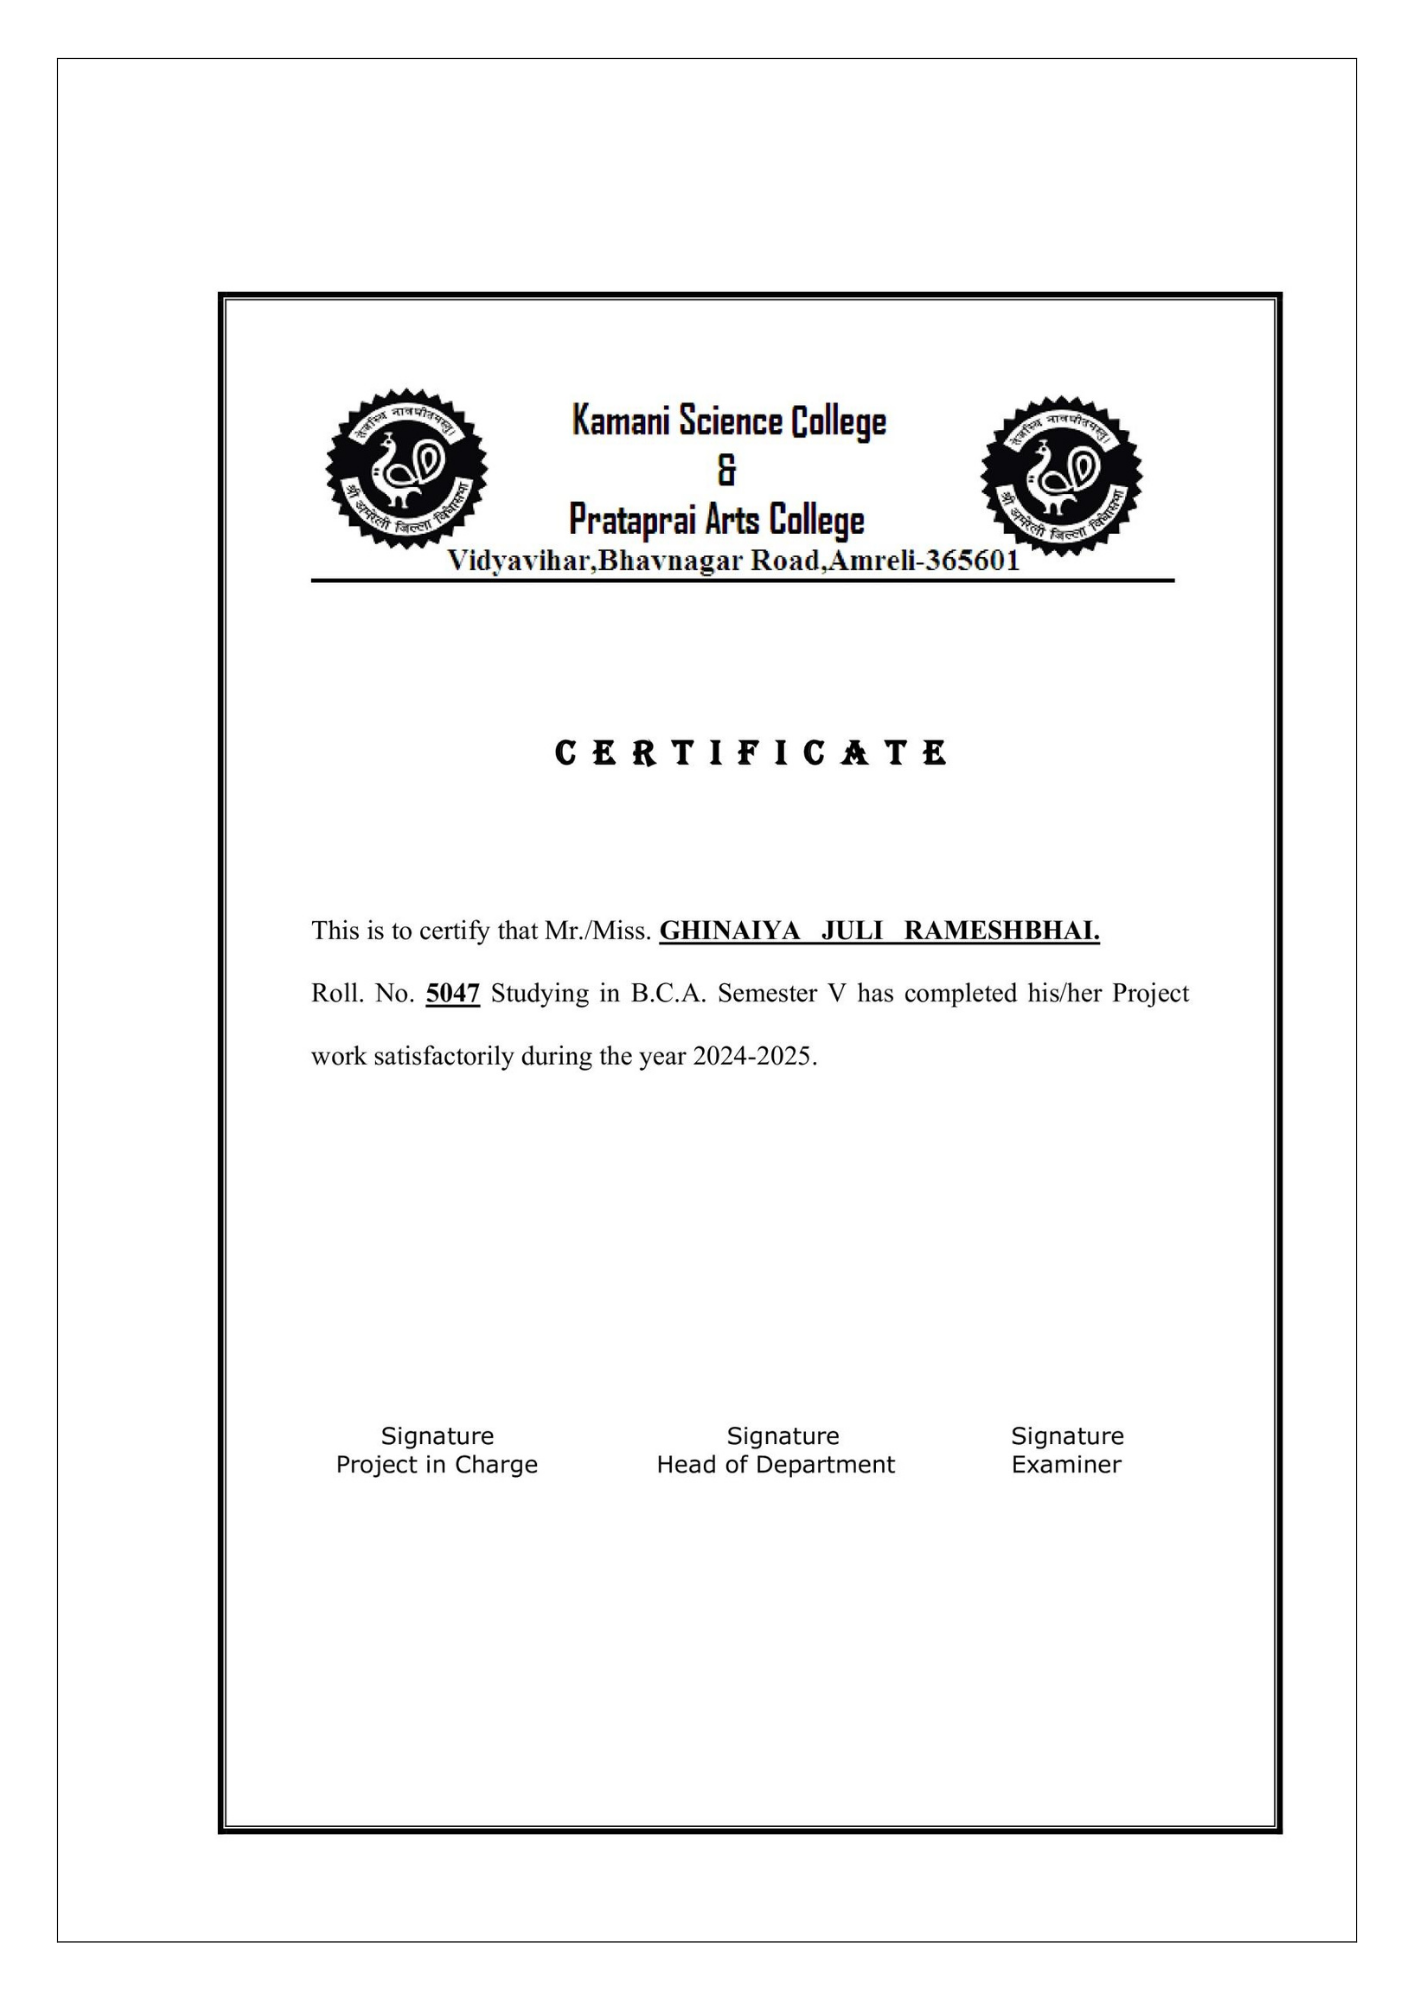 तेजस्वि नावधीतमस्तु।
श्री अमरेली जिल्ला विद्यासभा
Kamani Science College
&
Prataprai Arts College
तेजस्वि नावधीतमस्तु।
श्री अमरेली जिल्ला विद्यासभा
Vidyavihar,Bhavnagar Road,Amreli-365601
CERTIFICATE
This is to certify that Mr./Miss. GHINAIYA JULI RAMESHBHAI.
Roll. No. 5047 Studying in B.C.A. Semester V has completed his/her Project
work satisfactorily during the year 2024-2025.
Signature Signature Signature
Project in Charge Head of Department Examiner